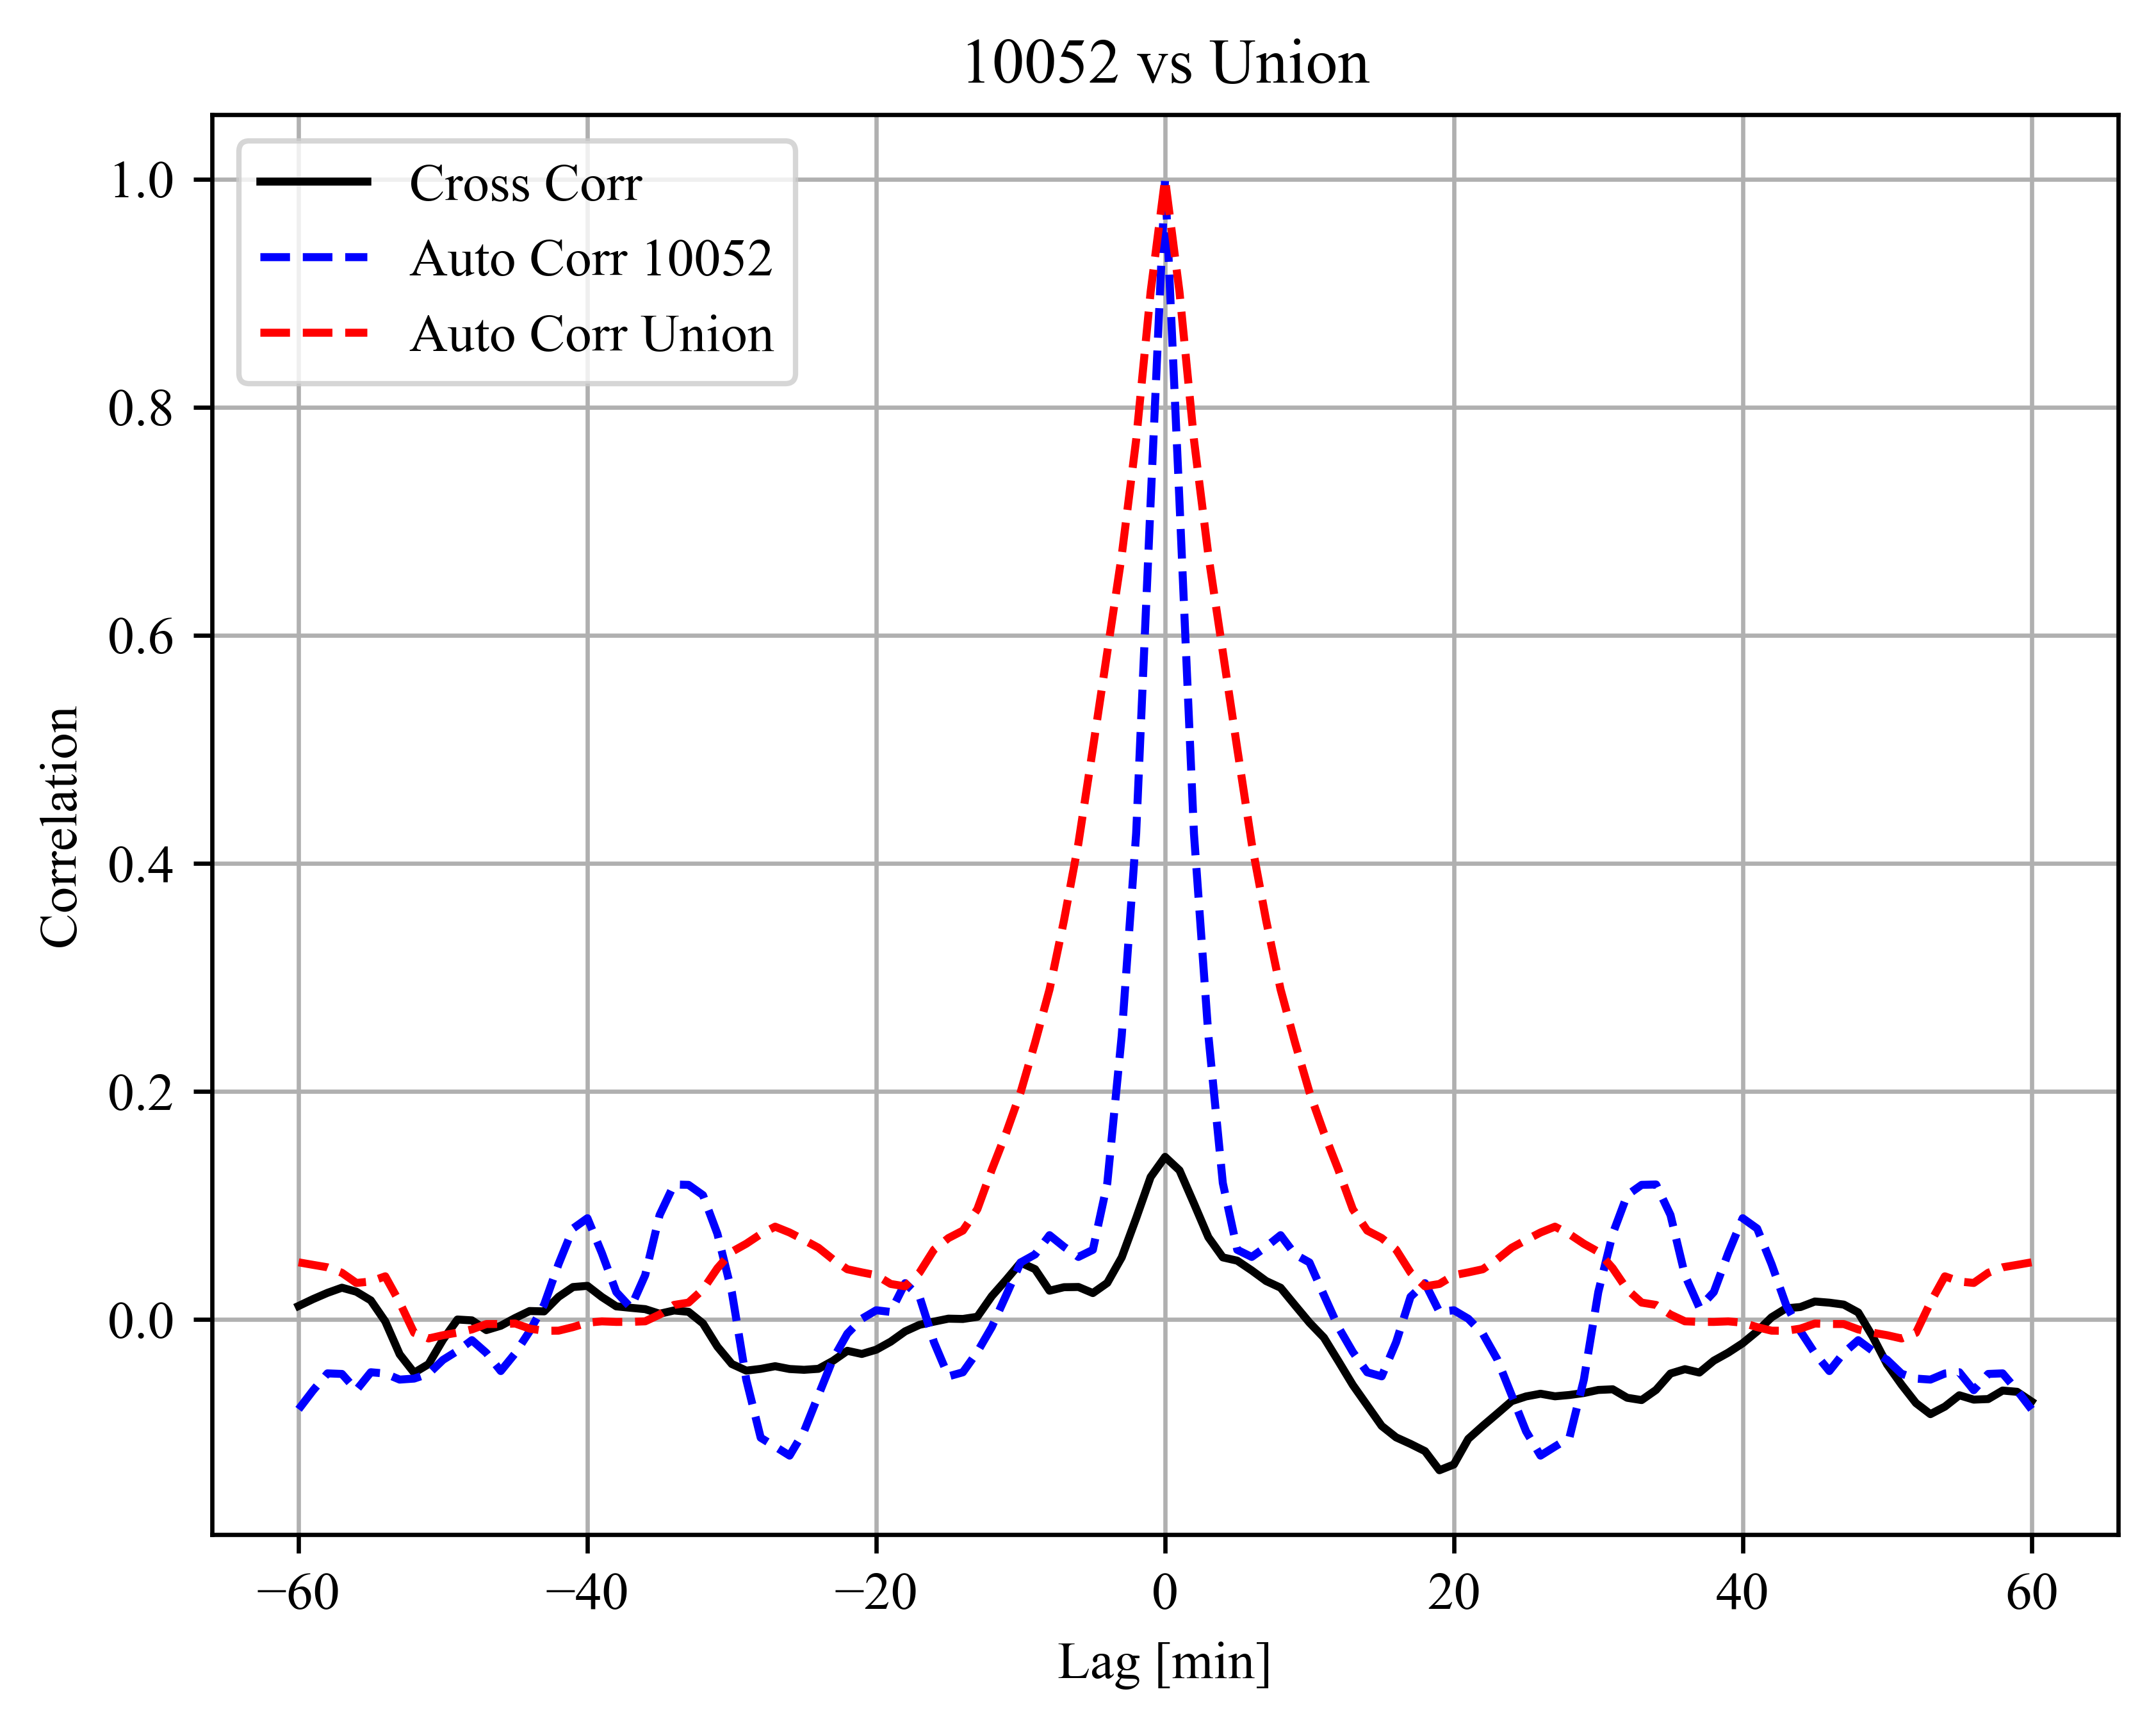 10052 vs Union
Cross Corr
Auto Corr 10052
Auto Corr Union
1.0
0.8
0.6
0.4
0.2
0.0
Correlation
−60
−40
−20
0
20
40
60
Lag [min]